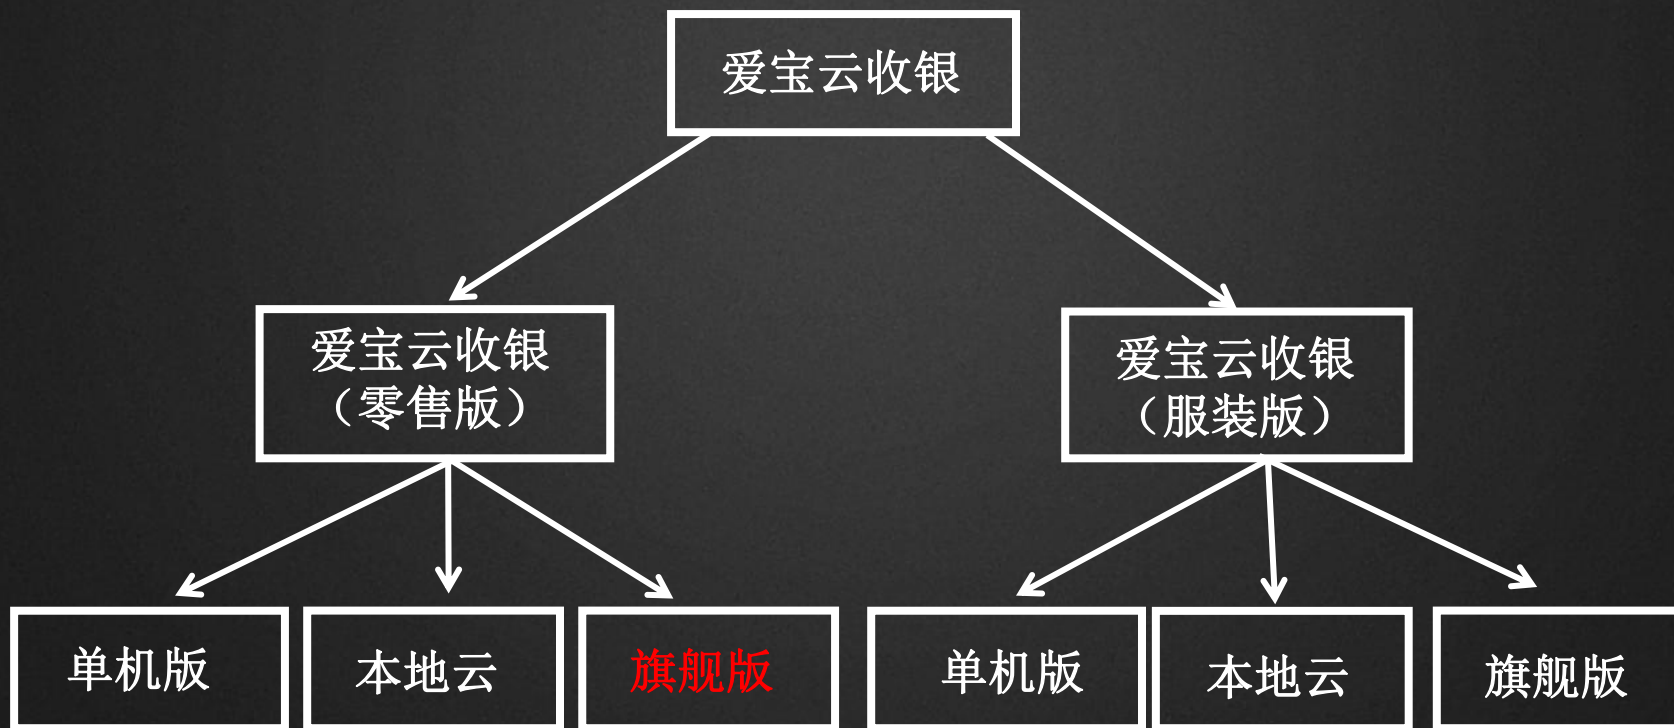 爱宝云收银
爱宝云收银
（零售版）
爱宝云收银
（服装版）
单机版
本地云
旗舰版
单机版
本地云
旗舰版